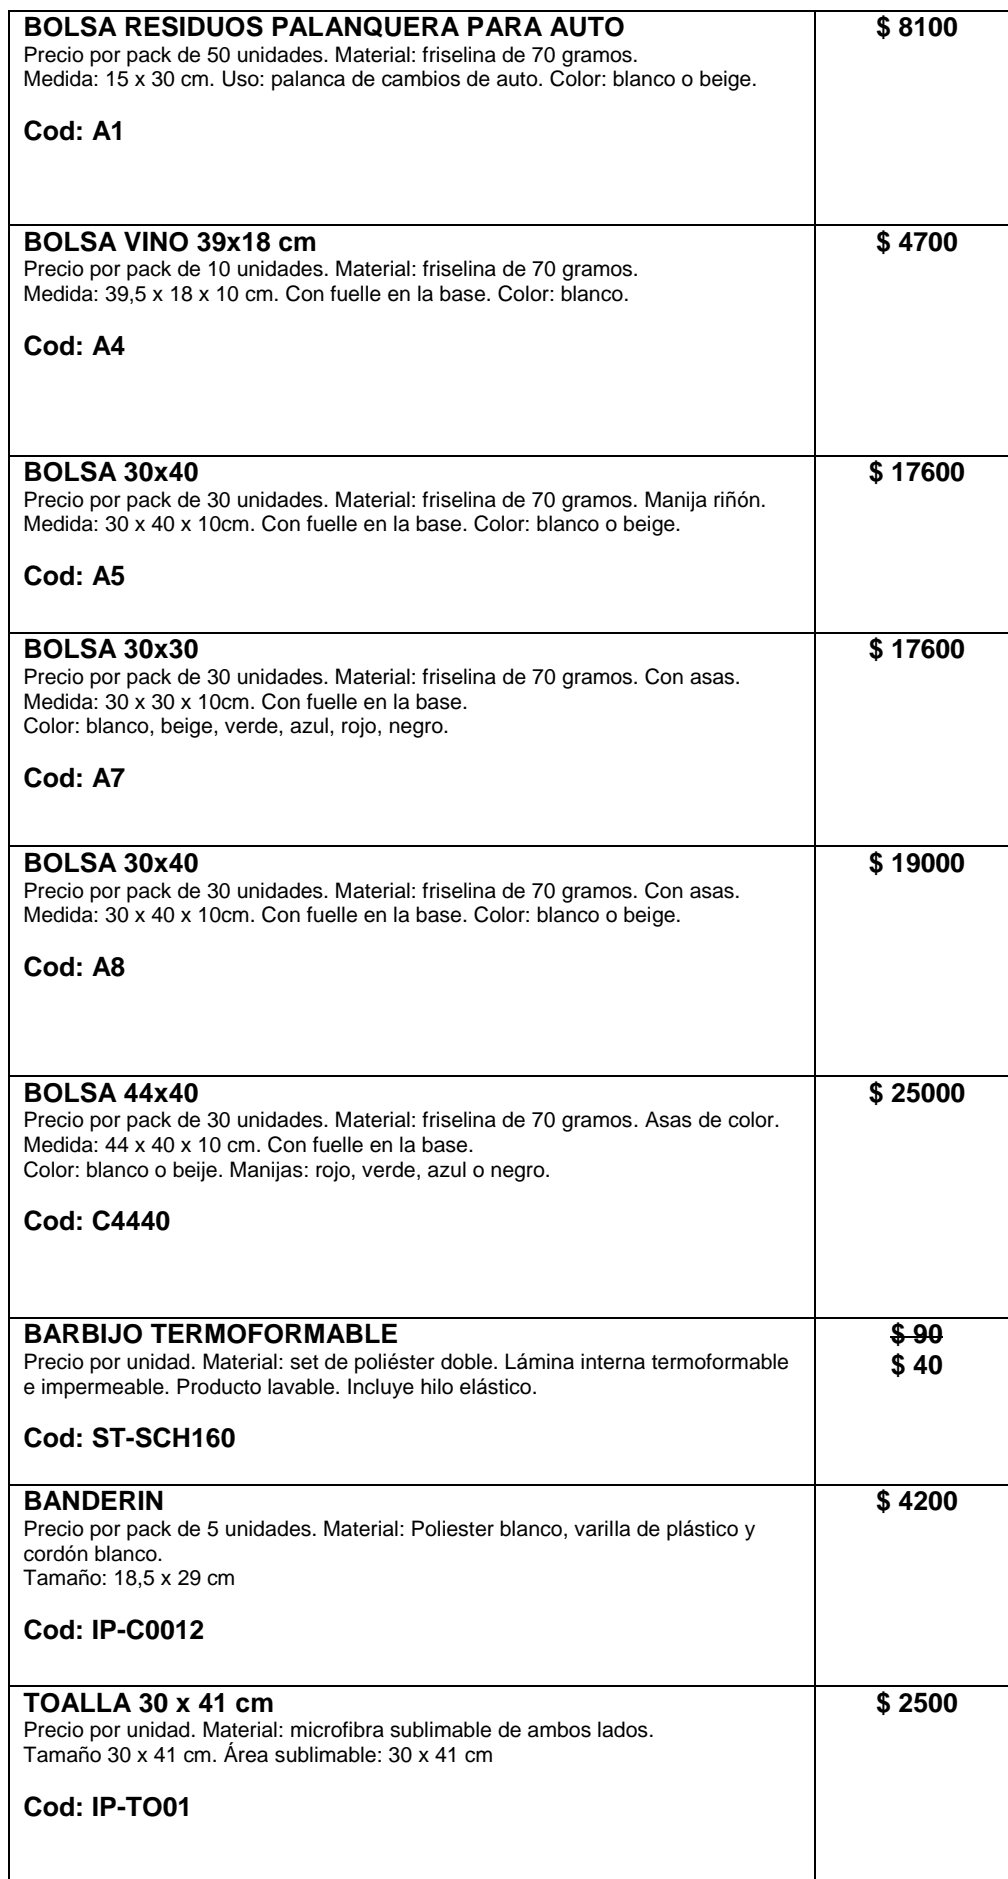 BOLSA RESIDUOS PALANQUERA PARA AUTO
$ 8100
Precio por pack de 50 unidades. Material: friselina de 70 gramos.
Medida: 15 x 30 cm. Uso: palanca de cambios de auto. Color: blanco o beige.
Cod: A1
BOLSA VINO 39x18 cm
$ 4700
Precio por pack de 10 unidades. Material: friselina de 70 gramos.
Medida: 39,5 x 18 x 10 cm. Con fuelle en la base. Color: blanco.
Cod: A4
BOLSA 30x40
$ 17600
Precio por pack de 30 unidades. Material: friselina de 70 gramos. Manija riñón.
Medida: 30 x 40 x 10cm. Con fuelle en la base. Color: blanco o beige.
Cod: A5
BOLSA 30x30
$ 17600
Precio por pack de 30 unidades. Material: friselina de 70 gramos. Con asas.
Medida: 30 x 30 x 10cm. Con fuelle en la base.
Color: blanco, beige, verde, azul, rojo, negro.
Cod: A7
BOLSA 30x40
$ 19000
Precio por pack de 30 unidades. Material: friselina de 70 gramos. Con asas.
Medida: 30 x 40 x 10cm. Con fuelle en la base. Color: blanco o beige.
Cod: A8
BOLSA 44x40
$ 25000
Precio por pack de 30 unidades. Material: friselina de 70 gramos. Asas de color.
Medida: 44 x 40 x 10 cm. Con fuelle en la base.
Color: blanco o beije. Manijas: rojo, verde, azul o negro.
Cod: C4440
BARBIJO TERMOFORMABLE
$ 90
$ 40
Precio por unidad. Material: set de poliéster doble. Lámina interna termoformable
e impermeable. Producto lavable. Incluye hilo elástico.
Cod: ST-SCH160
BANDERIN
$ 4200
Precio por pack de 5 unidades. Material: Poliester blanco, varilla de plástico y
cordón blanco.
Tamaño: 18,5 x 29 cm
Cod: IP-C0012
TOALLA 30 x 41 cm
$ 2500
Precio por unidad. Material: microfibra sublimable de ambos lados.
Tamaño 30 x 41 cm. Área sublimable: 30 x 41 cm
Cod: IP-TO01